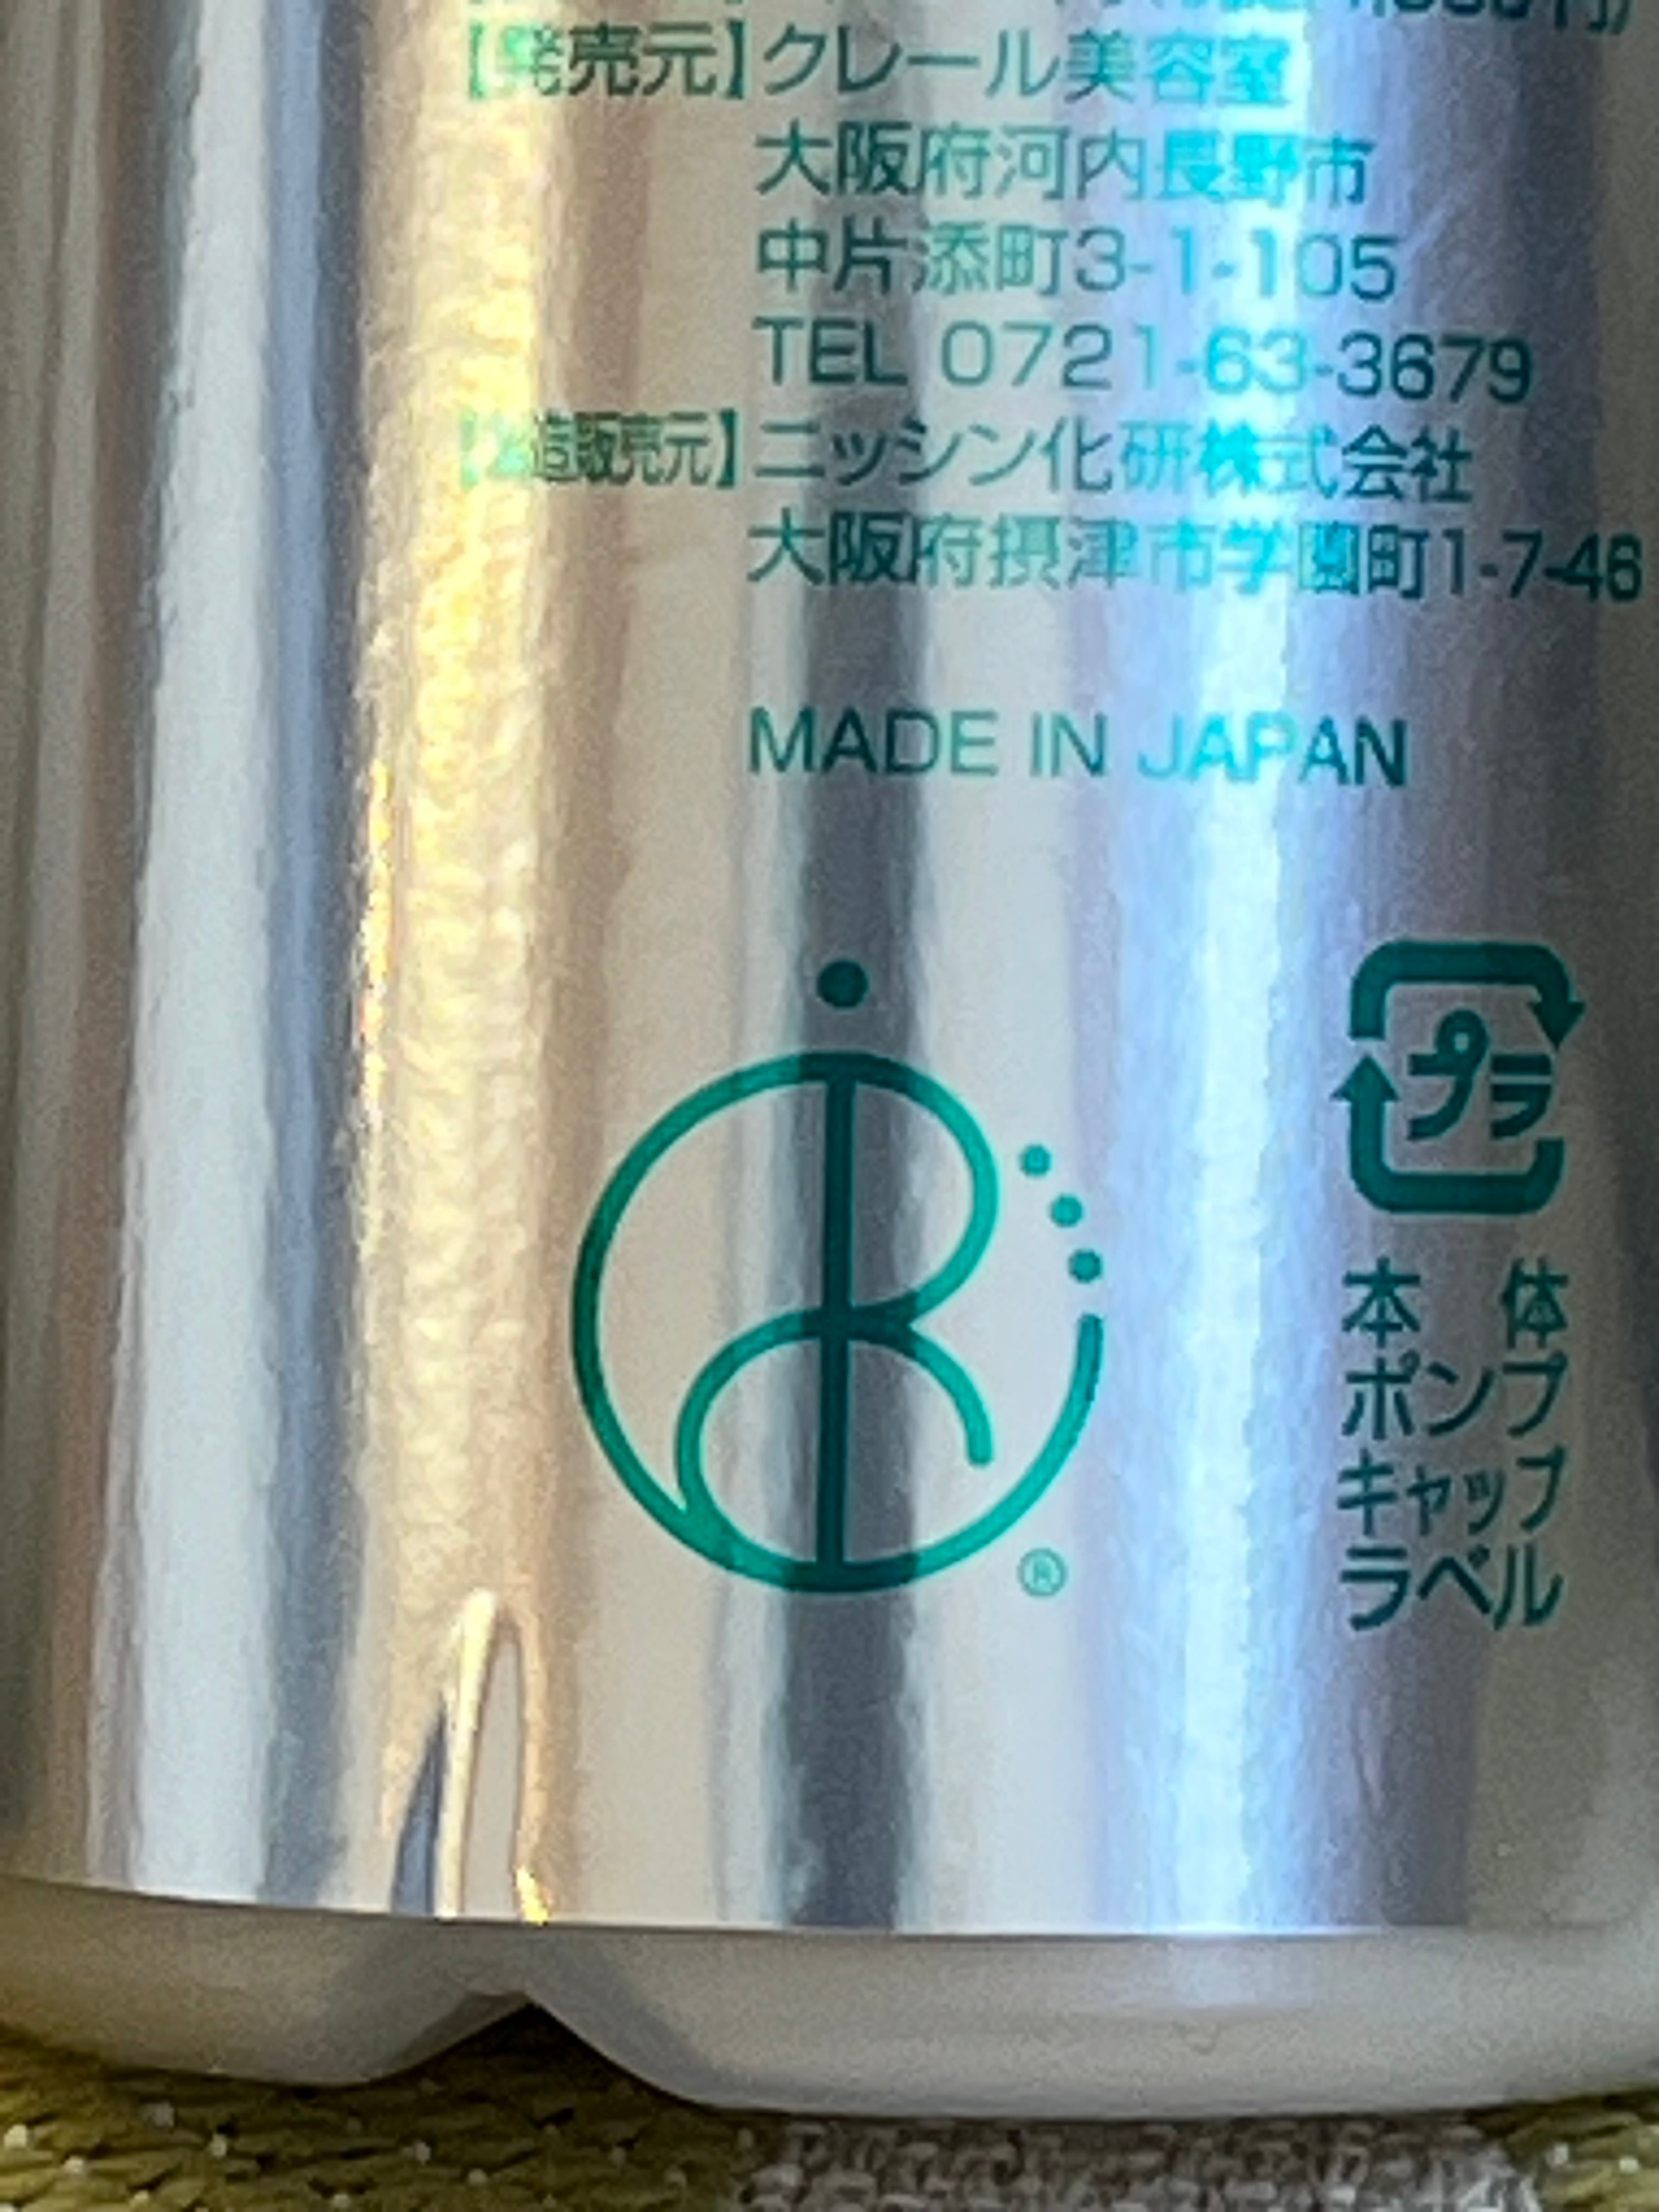 【発売元】クレール美容室
大阪府河内長野市
中片添町3-1-105
TEL 0721-63-3679
【製造販売元】ニッシン化研株式会社
大阪府摂津市学園町1-7-46
MADE IN JAPAN
プラ
本 体
ポンプ
キャップ
ラベル
®